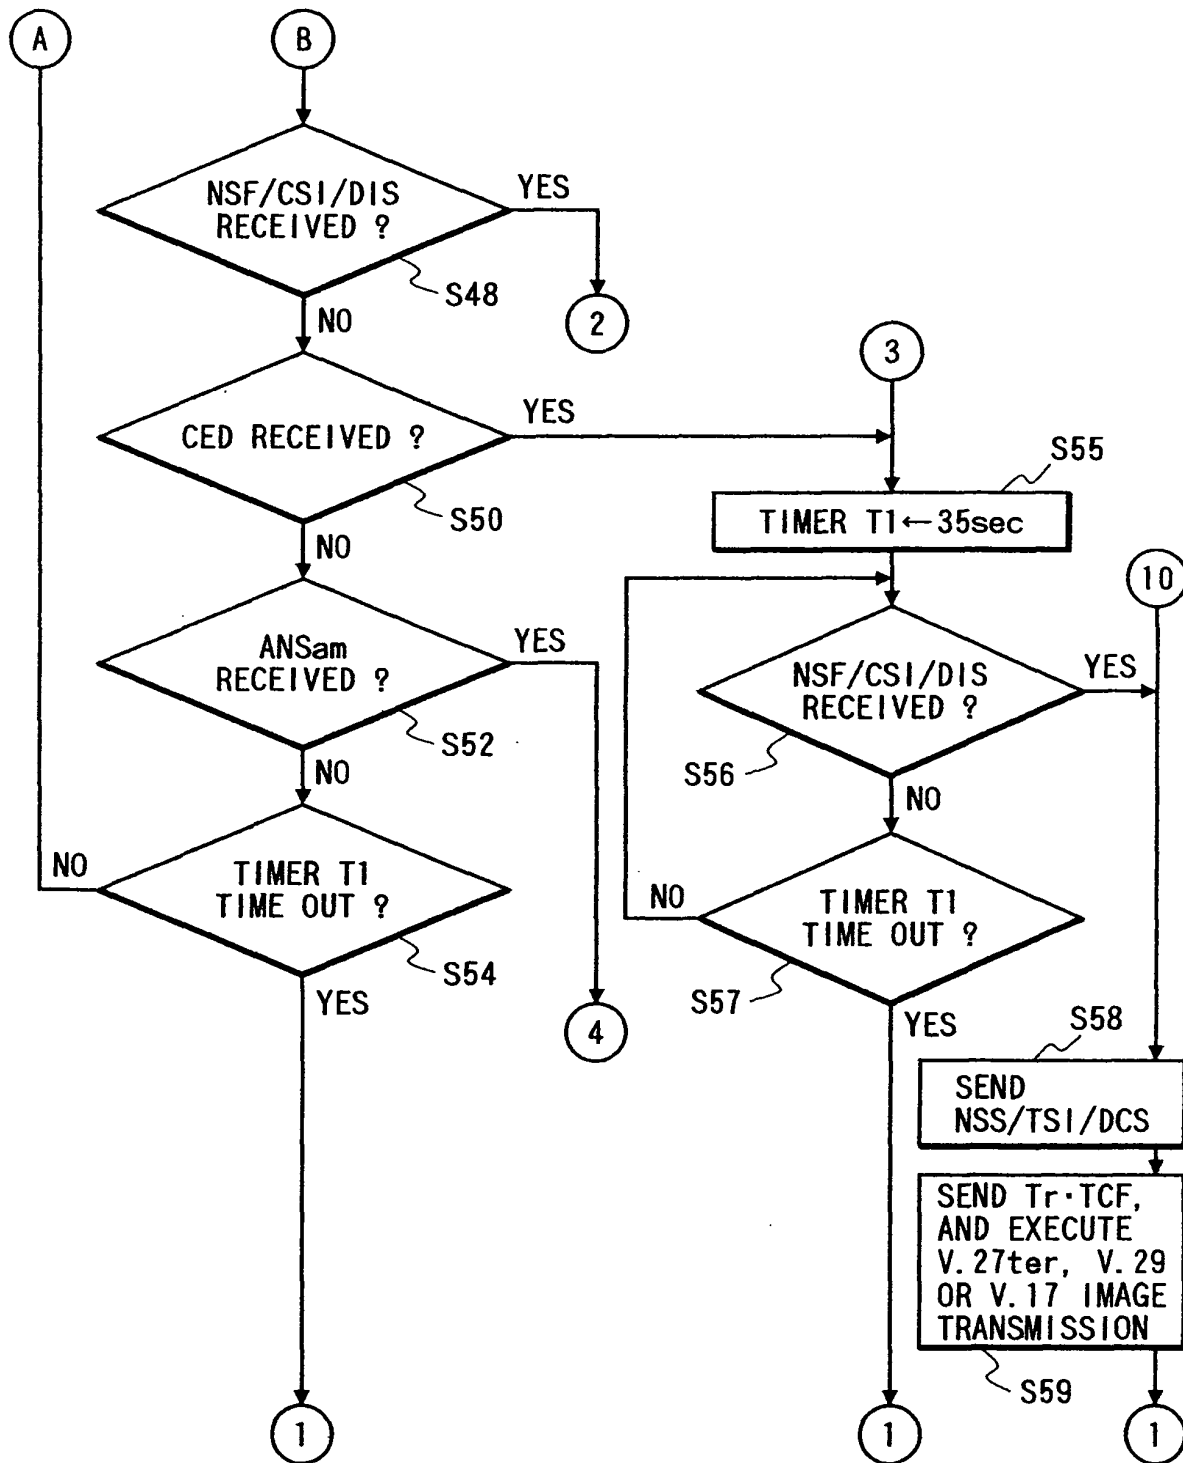 A
B
NSF/CSI/DIS
RECEIVED ?
YES
S48
2
NO
3
CED RECEIVED ?
YES
S50
S55
TIMER T1←35sec
NO
10
ANSam
RECEIVED ?
YES
S52
NSF/CSI/DIS
RECEIVED ?
YES
S56
NO
NO
TIMER T1
TIME OUT ?
NO
S54
YES
4
TIMER T1
TIME OUT ?
NO
S57
YES
S58
SEND
NSS/TSI/DCS
SEND Tr·TCF,
AND EXECUTE
V.27ter, V.29
OR V.17 IMAGE
TRANSMISSION
S59
1
1
1